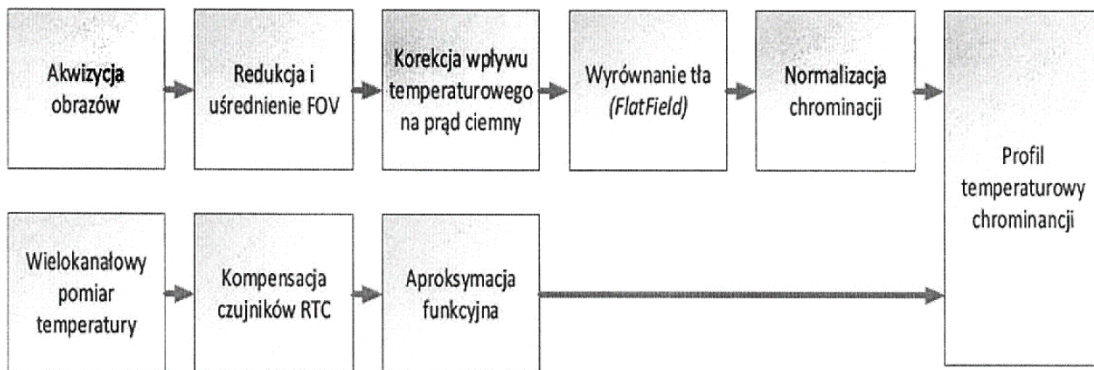 Akwizycja
obrazów
Redukcja i
uśrednienie FOV
Korekcja wpływu
temperaturowego
na prąd ciemny
Wyrównanie tła
(FlatField)
Normalizacja
chrominacji
Profil
temperaturowy
chrominancji
Wielokanałowy
pomiar
temperatury
Kompensacja
czujników RTC
Aproksymacja
funkcyjna